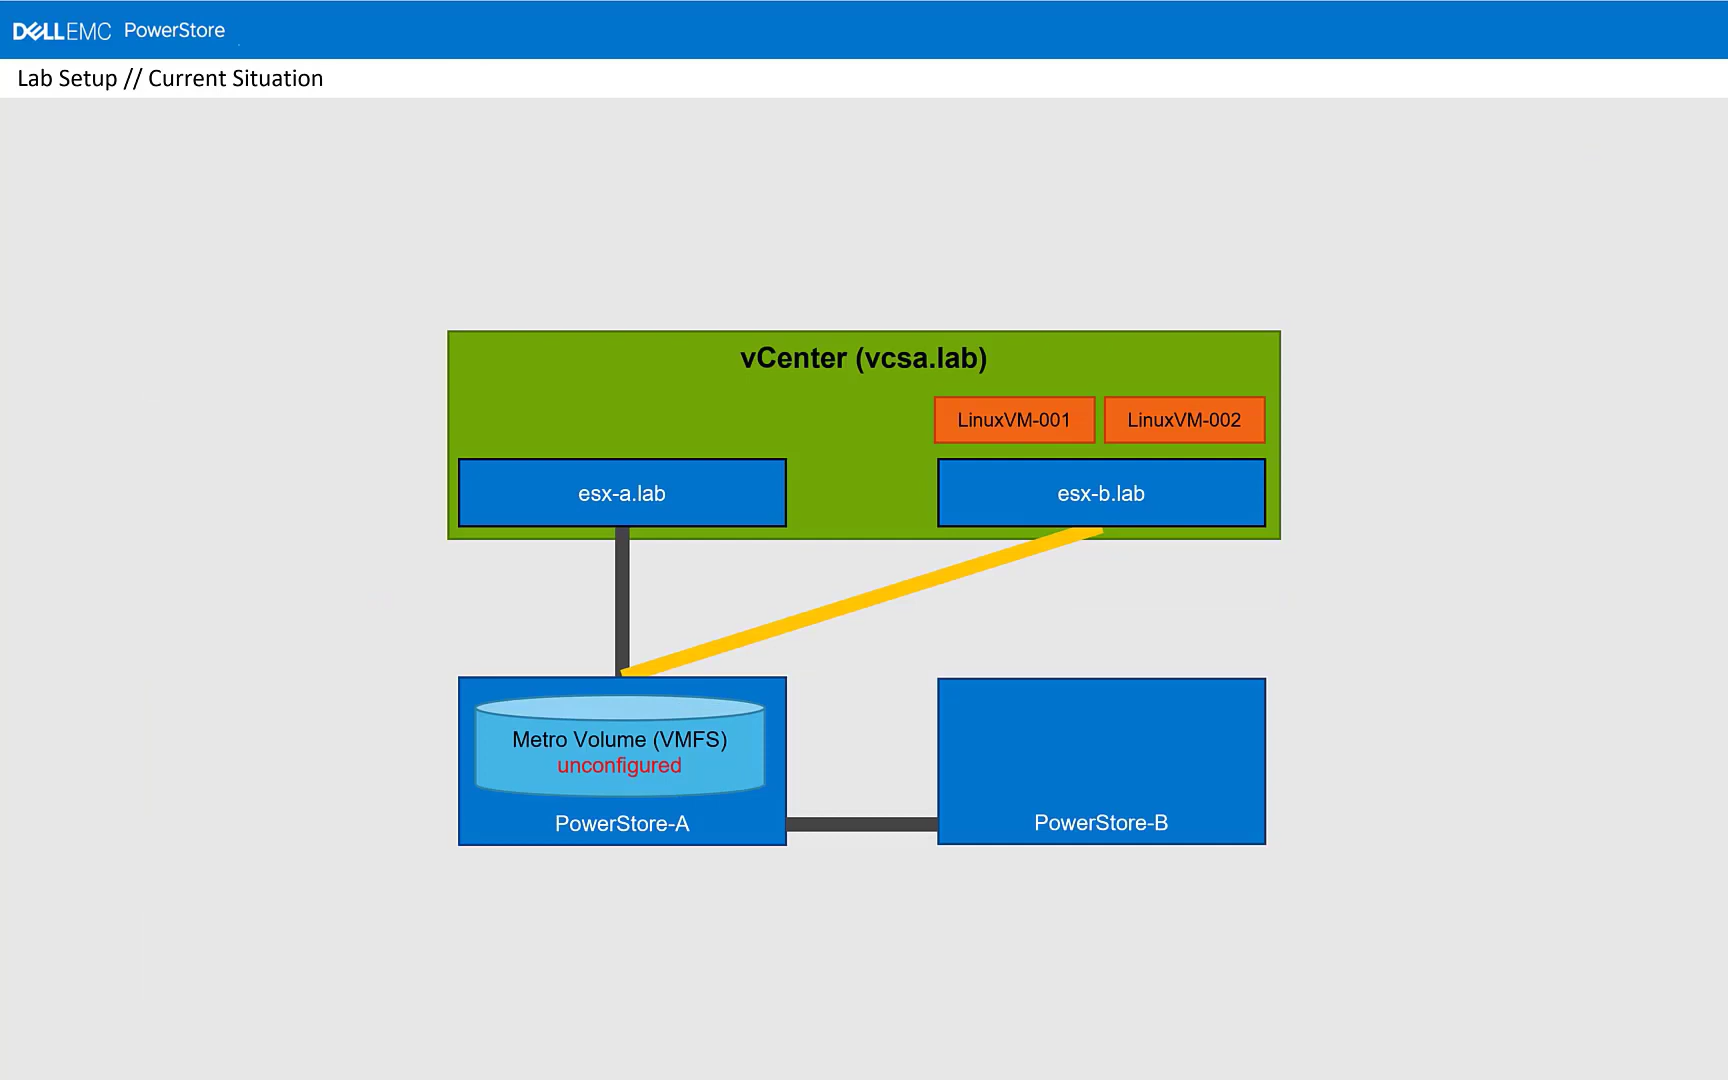 DELLEMC PowerStore
Lab Setup // Current Situation
vCenter (vcsa.lab)
LinuxVM-001
LinuxVM-002
esx-a.lab
esx-b.lab
Metro Volume (VMFS)
unconfigured
PowerStore-A
PowerStore-B